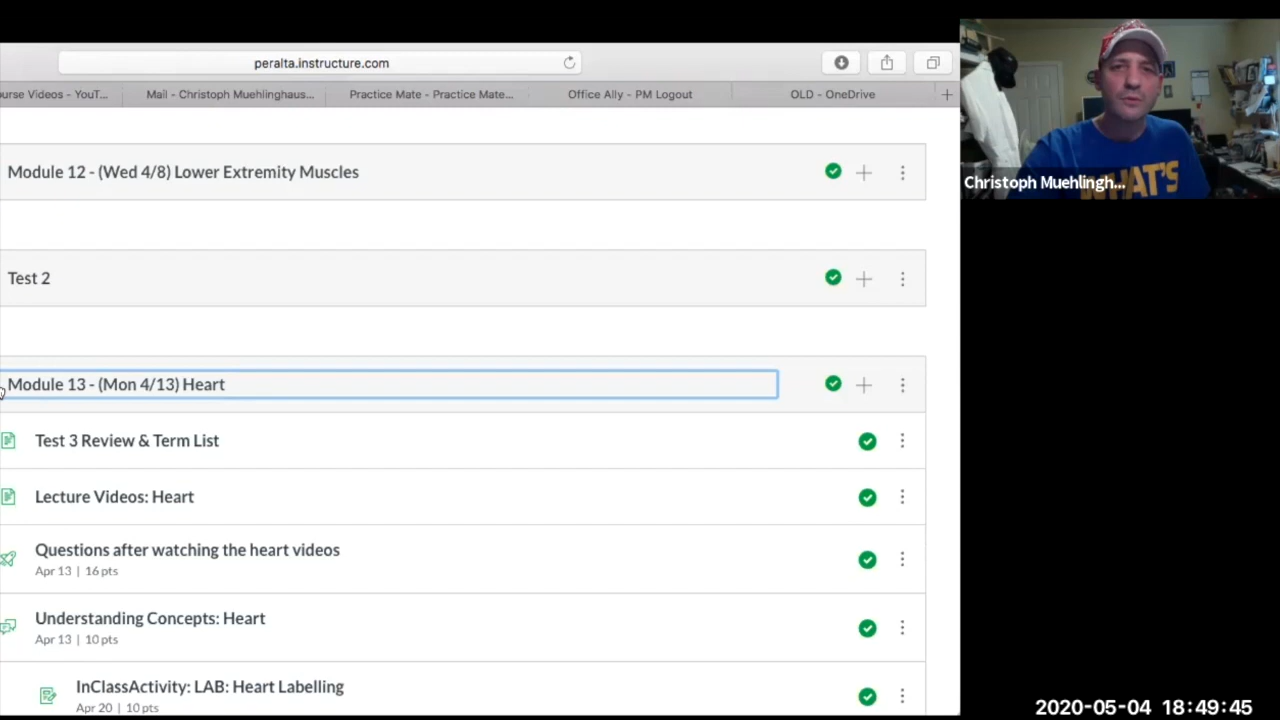 peralta.instructure.com
urse Videos - YouT...
Mail - Christoph Muehlinghaus...
Practice Mate - Practice Mate...
Office Ally - PM Logout
OLD - OneDrive
Christoph Muehlingh...
WHAT'S
Module 12 - (Wed 4/8) Lower Extremity Muscles
Test 2
Module 13 - (Mon 4/13) Heart
Test 3 Review & Term List
Lecture Videos: Heart
Questions after watching the heart videos
Apr 13 | 16 pts
Understanding Concepts: Heart
Apr 13 | 10 pts
InClassActivity: LAB: Heart Labelling
Apr 20 | 10 pts
2020-05-04 18:49:45